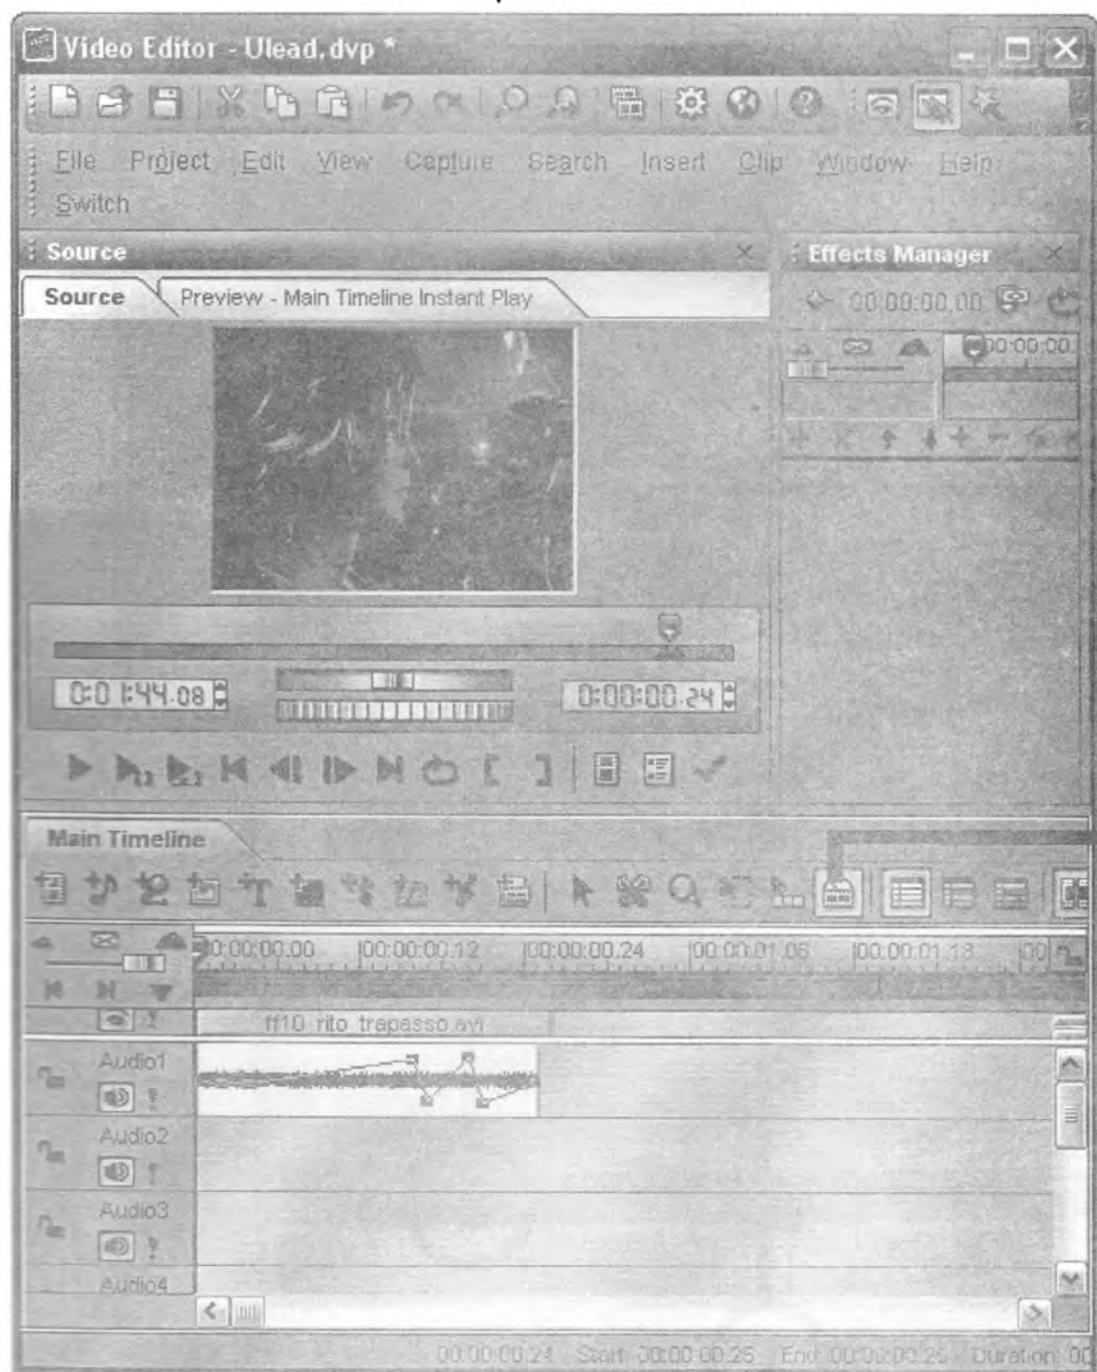 Video Editor - Ulead.dvp *
File Project Edit View Capture Search Insert Clip Window Help
Switch
Source
Effects Manager
Source Preview - Main Timeline Instant Play
00:00:00.00
00:00:00.
0:01:44.08
0:00:00.24
Main Timeline
0:00:00.00 00:00:00.12 00:00:00.24 00:00:01.06 00:00:01.18 00
ff10_rito_trapasso.avi
Audio1
Audio2
Audio3
Audio4
00:00:00.24 Start: 00:00:00.25 End: 00:00:00.25 Duration: 00